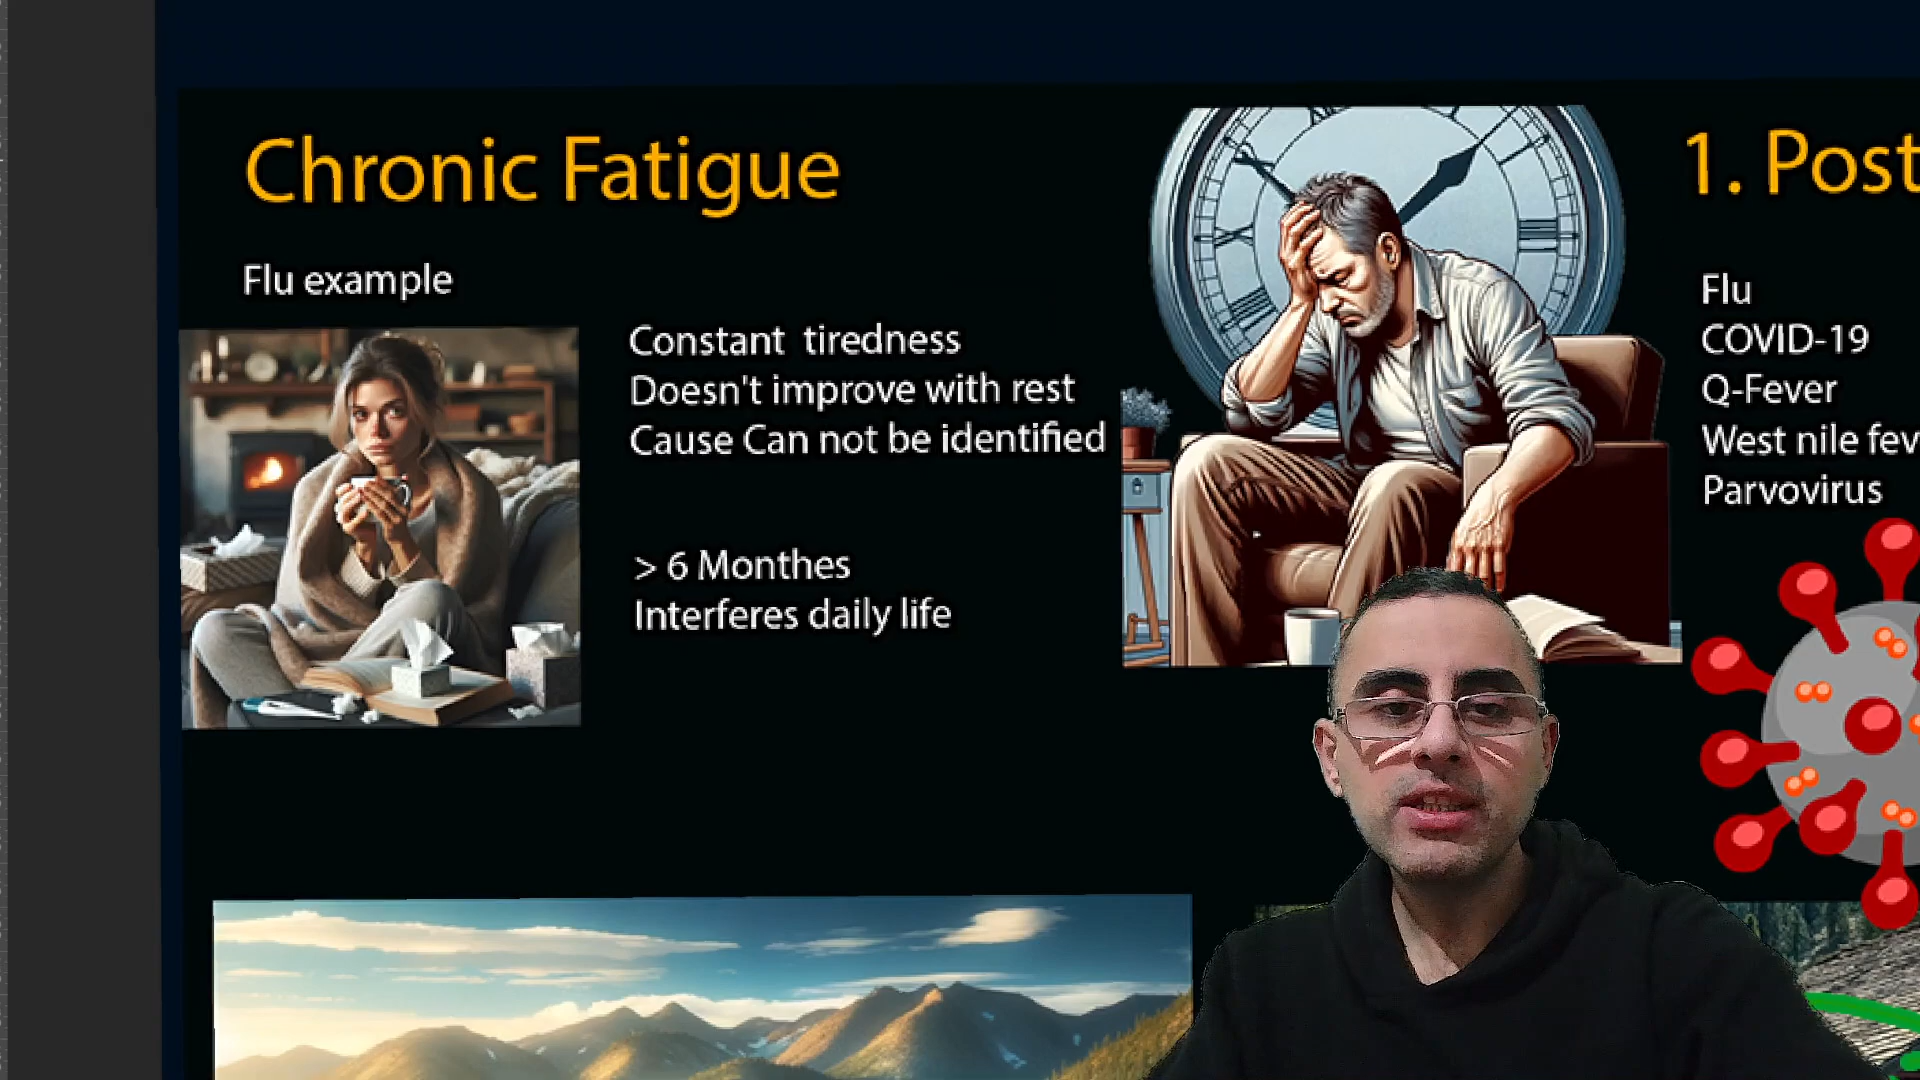 Chronic Fatigue
Flu example
Constant tiredness
Doesn't improve with rest
Cause Can not be identified
> 6 Monthes
Interferes daily life
1. Post
Flu
COVID-19
Q-Fever
West nile fev
Parvovirus